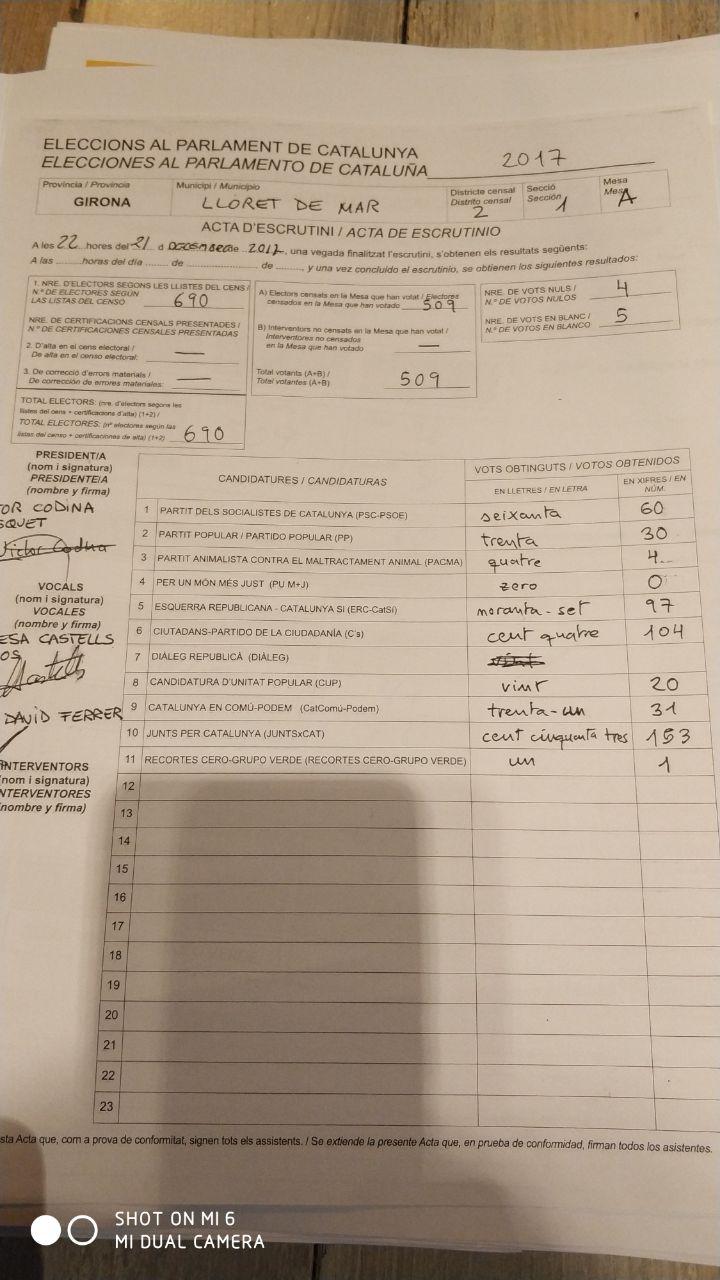 ELECCIONS AL PARLAMENT DE CATALUNYA
ELECCIONES AL PARLAMENTO DE CATALUÑA 2017
Província / Provincia
GIRONA
Municipi / Municipio
LLORET DE MAR
Districte censal
Distrito censal
2
Secció
Sección
1
Mesa
Mesa
A
ACTA D'ESCRUTINI / ACTA DE ESCRUTINIO
A les 22 hores del 21 d DECEMBRE de 2017, una vegada finalitzat l'escrutini, s'obtenen els resultats següents:
A las ......... horas del día ......... de ......... de ........., y una vez concluido el escrutinio, se obtienen los siguientes resultados:
1. NRE. D'ELECTORS SEGONS LES LLISTES DEL CENS /
N.º DE ELECTORES SEGÚN
LAS LISTAS DEL CENSO 690
NRE. DE CERTIFICACIONS CENSALS PRESENTADES /
N.º DE CERTIFICACIONES CENSALES PRESENTADAS
2. D'alta en el cens electoral /
De alta en el censo electoral: —
3. De correcció d'errors materials /
De corrección de errores materiales: —
TOTAL ELECTORS: (nre. d'electors segons les
llistes del cens + certificacions d'alta) (1+2) /
TOTAL ELECTORES: (nº electores según las
listas del censo + certificaciones de alta) (1+2) 690
A) Electors censats en la Mesa que han votat / Electores
censados en la Mesa que han votado 509
B) Interventors no censats en la Mesa que han votat /
Interventores no censados
en la Mesa que han votado —
Total votants (A+B) /
Total votantes (A+B) 509
NRE. DE VOTS NULS /
N.º DE VOTOS NULOS 4
NRE. DE VOTS EN BLANC /
N.º DE VOTOS EN BLANCO 5
PRESIDENT/A
(nom i signatura)
PRESIDENTE/A
(nombre y firma)
TOR CODINA
SQUET
Victor Codina
VOCALS
(nom i signatura)
VOCALES
(nombre y firma)
ESA CASTELLS
OS
Castells
DAVID FERRER
INTERVENTORS
(nom i signatura)
INTERVENTORES
(nombre y firma)
CANDIDATURES / CANDIDATURAS
VOTS OBTINGUTS / VOTOS OBTENIDOS
EN LLETRES / EN LETRA
EN XIFRES / EN NÚM.
1 PARTIT DELS SOCIALISTES DE CATALUNYA (PSC-PSOE) seixanta 60
2 PARTIT POPULAR / PARTIDO POPULAR (PP) trenta 30
3 PARTIT ANIMALISTA CONTRA EL MALTRACTAMENT ANIMAL (PACMA) quatre 4
4 PER UN MÓN MÉS JUST (PU M+J) zero 0
5 ESQUERRA REPUBLICANA - CATALUNYA SÍ (ERC-CatSí) noranta-set 97
6 CIUTADANS-PARTIDO DE LA CIUDADANÍA (C's) cent quatre 104
7 DIÀLEG REPUBLICÀ (DIÀLEG)
8 CANDIDATURA D'UNITAT POPULAR (CUP) vint 20
9 CATALUNYA EN COMÚ-PODEM (CatComú-Podem) trenta-un 31
10 JUNTS PER CATALUNYA (JUNTSxCAT) cent cinquanta tres 153
11 RECORTES CERO-GRUPO VERDE (RECORTES CERO-GRUPO VERDE) un 1
12
13
14
15
16
17
18
19
20
21
22
23
sta Acta que, com a prova de conformitat, signen tots els assistents. / Se extiende la presente Acta que, en prueba de conformidad, firman todos los asistentes.
SHOT ON MI 6
MI DUAL CAMERA